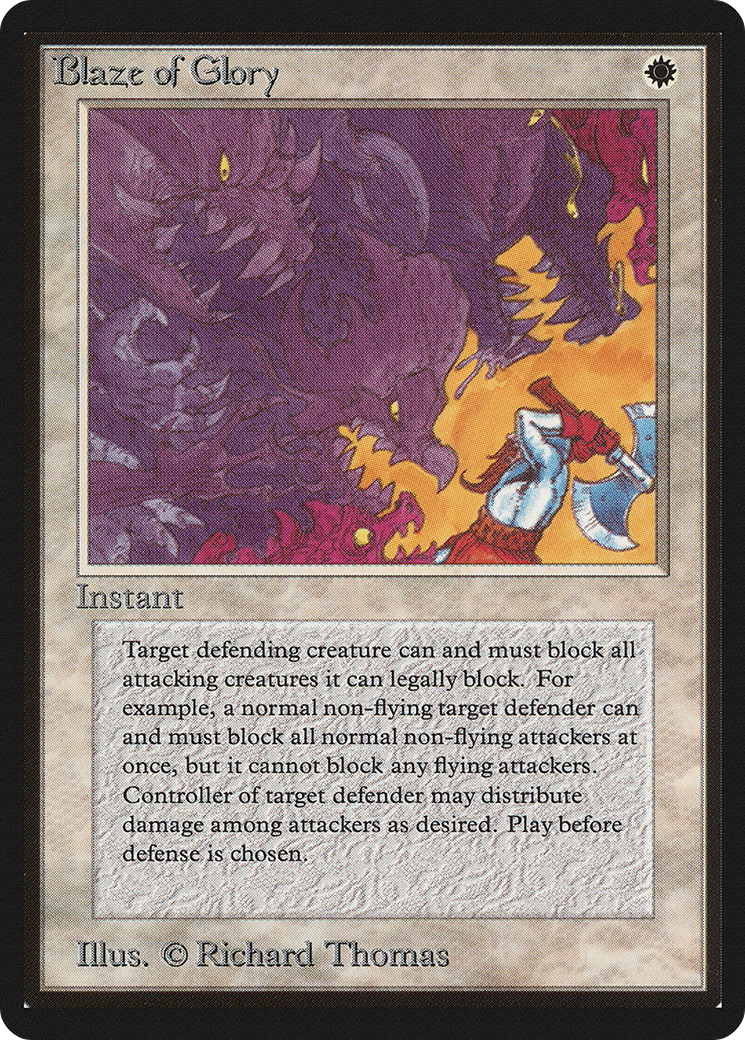 Blaze of Glory
Instant
Target defending creature can and must block all
attacking creatures it can legally block. For
example, a normal non-flying target defender can
and must block all normal non-flying attackers at
once, but it cannot block any flying attackers.
Controller of target defender may distribute
damage among attackers as desired. Play before
defense is chosen.
Illus. © Richard Thomas